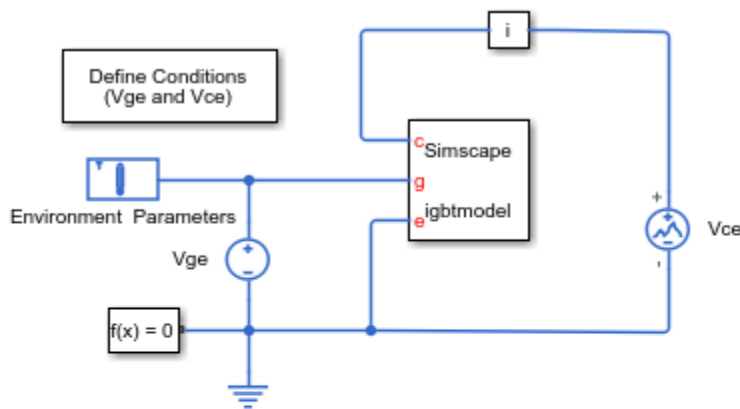 i
Define Conditions
(Vge and Vce)
c
Simscape
g
igbtmodel
e
Environment Parameters
T
+
Vce
-
Vge
+
-
f(x) = 0